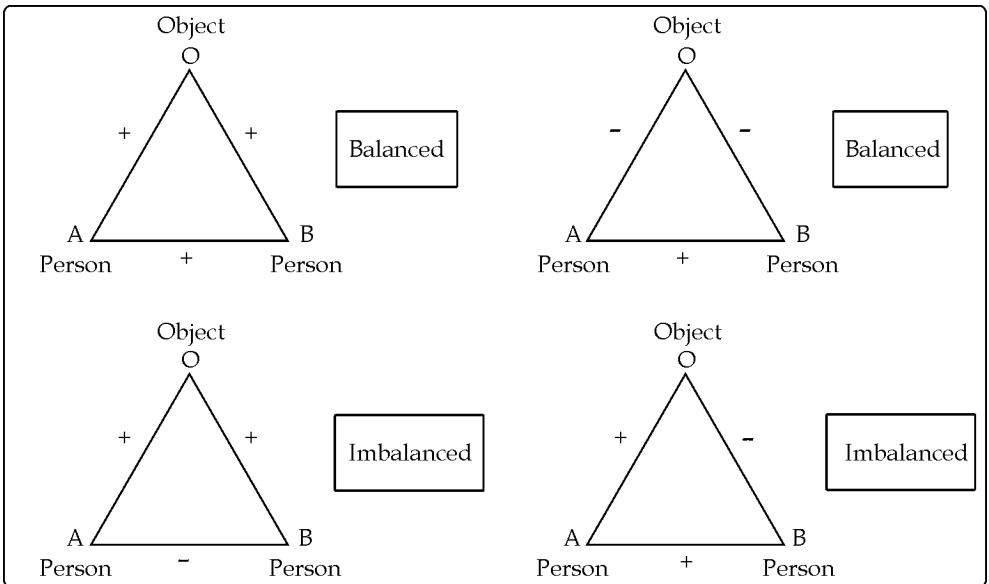 Object
O
+ +
Balanced
A B
Person + Person
Object
O
- -
Balanced
A B
Person + Person
Object
O
+ +
Imbalanced
A B
Person - Person
Object
O
+ -
Imbalanced
A B
Person + Person